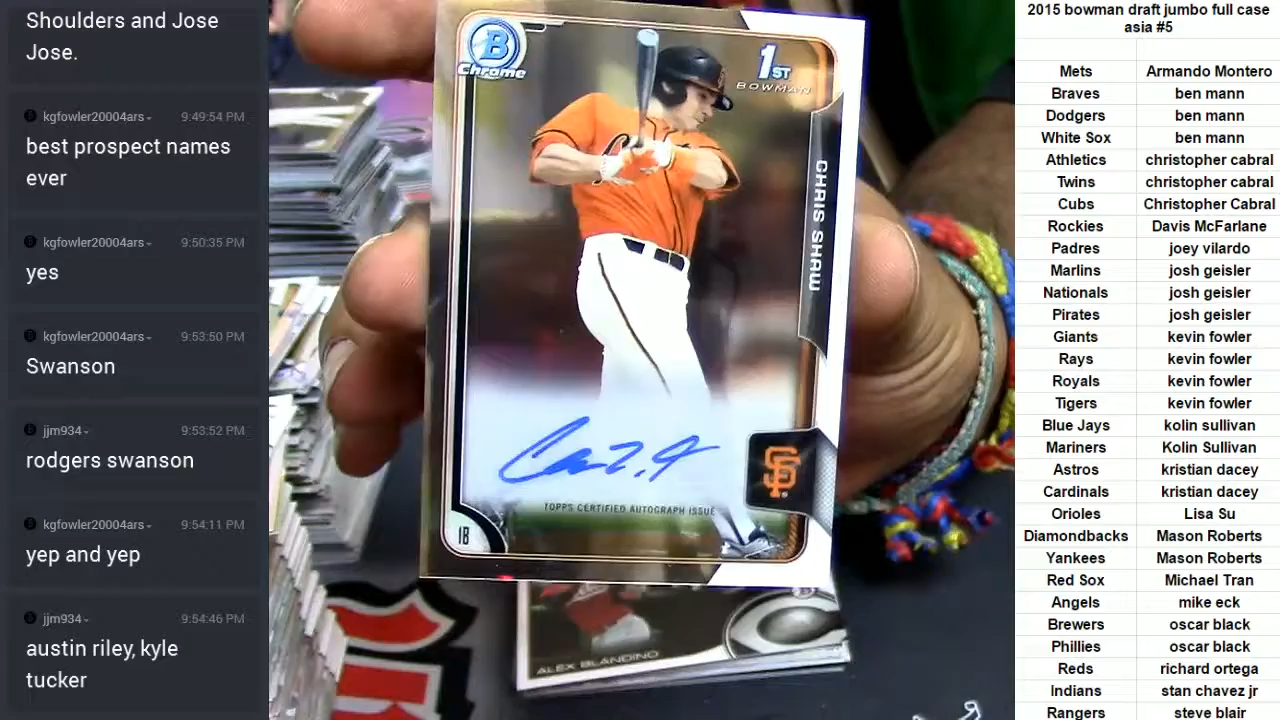 Shoulders and Jose
Jose.
kgfowler20004ars
9:49:54 PM
best prospect names
ever
kgfowler20004ars
9:50:35 PM
yes
kgfowler20004ars
9:53:50 PM
Swanson
jjm934
9:53:52 PM
rodgers swanson
kgfowler20004ars
9:54:11 PM
yep and yep
jjm934
9:54:46 PM
austin riley, kyle
tucker
B
Chrome
1ST
BOWMAN
CHRIS SHAW
TOPPS CERTIFIED AUTOGRAPH ISSUE
1B
SF
ALEX BLANDINO
2015 bowman draft jumbo full case
asia #5
Mets Armando Montero
Braves ben mann
Dodgers ben mann
White Sox ben mann
Athletics christopher cabral
Twins christopher cabral
Cubs Christopher Cabral
Rockies Davis McFarlane
Padres joey vilardo
Marlins josh geisler
Nationals josh geisler
Pirates josh geisler
Giants kevin fowler
Rays kevin fowler
Royals kevin fowler
Tigers kevin fowler
Blue Jays kolin sullivan
Mariners Kolin Sullivan
Astros kristian dacey
Cardinals kristian dacey
Orioles Lisa Su
Diamondbacks Mason Roberts
Yankees Mason Roberts
Red Sox Michael Tran
Angels mike eck
Brewers oscar black
Phillies oscar black
Reds richard ortega
Indians stan chavez jr
Rangers steve blair